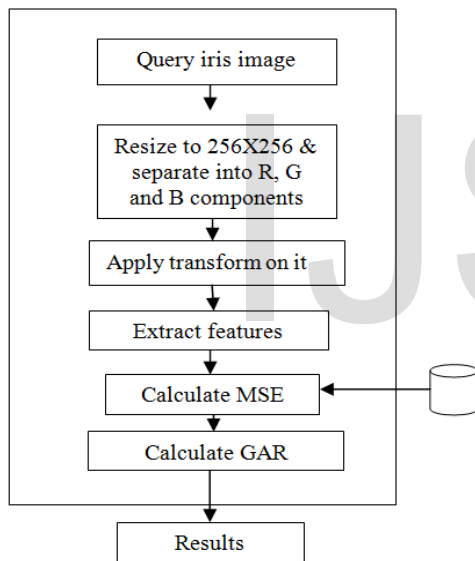 Query iris image
Resize to 256X256 &
separate into R, G
and B components
Apply transform on it
Extract features
Calculate MSE
Calculate GAR
Results
IJS